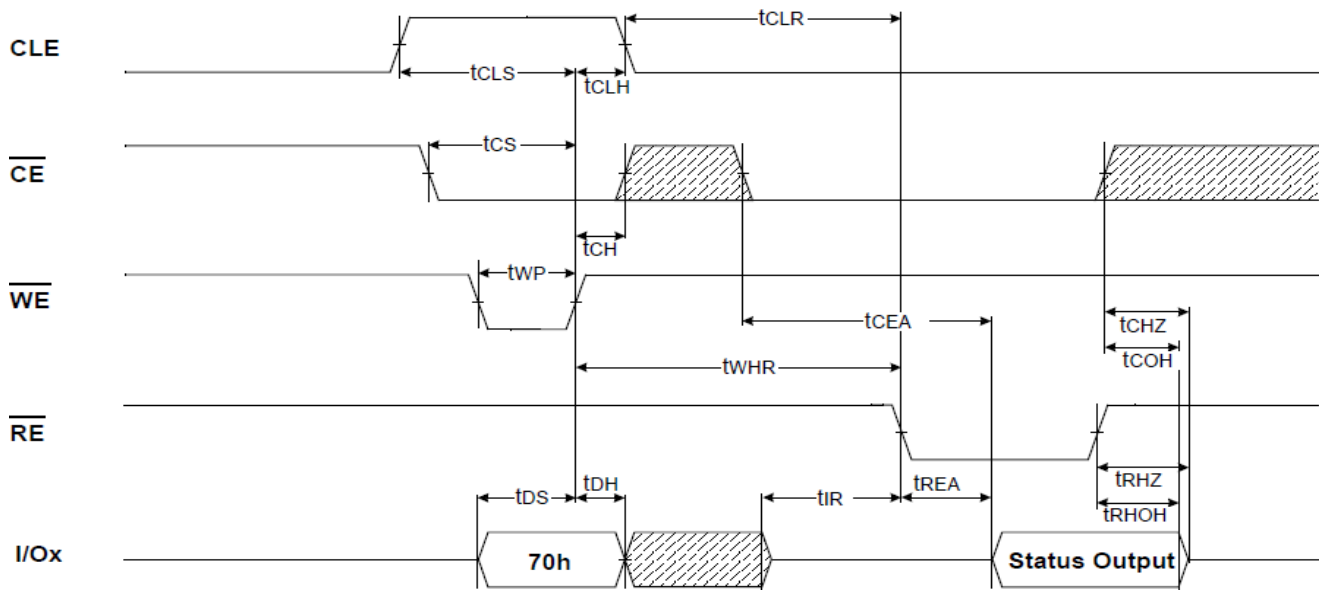 tCLR
CLE
tCLS
tCLH
tCS
CE
tCH
tWP
WE
tCEA
tCHZ
tCOH
tWHR
RE
tDS
tDH
tIR
tREA
tRHZ
tRHOH
I/Ox
70h
Status Output